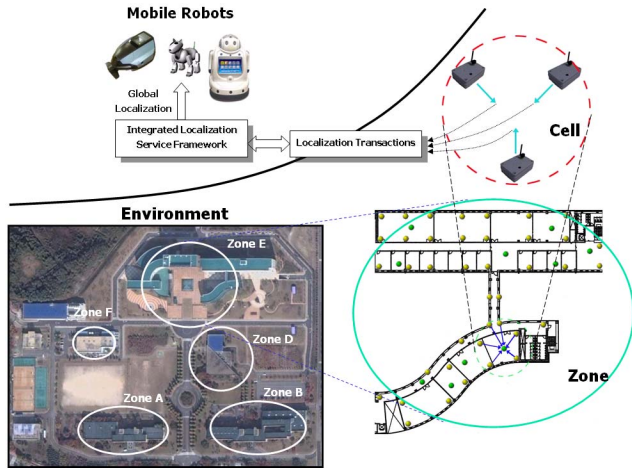 Mobile Robots
Global
Localization
Integrated Localization
Service Framework
Localization Transactions
Cell
Environment
Zone E
Zone F
Zone D
Zone A
Zone B
Zone